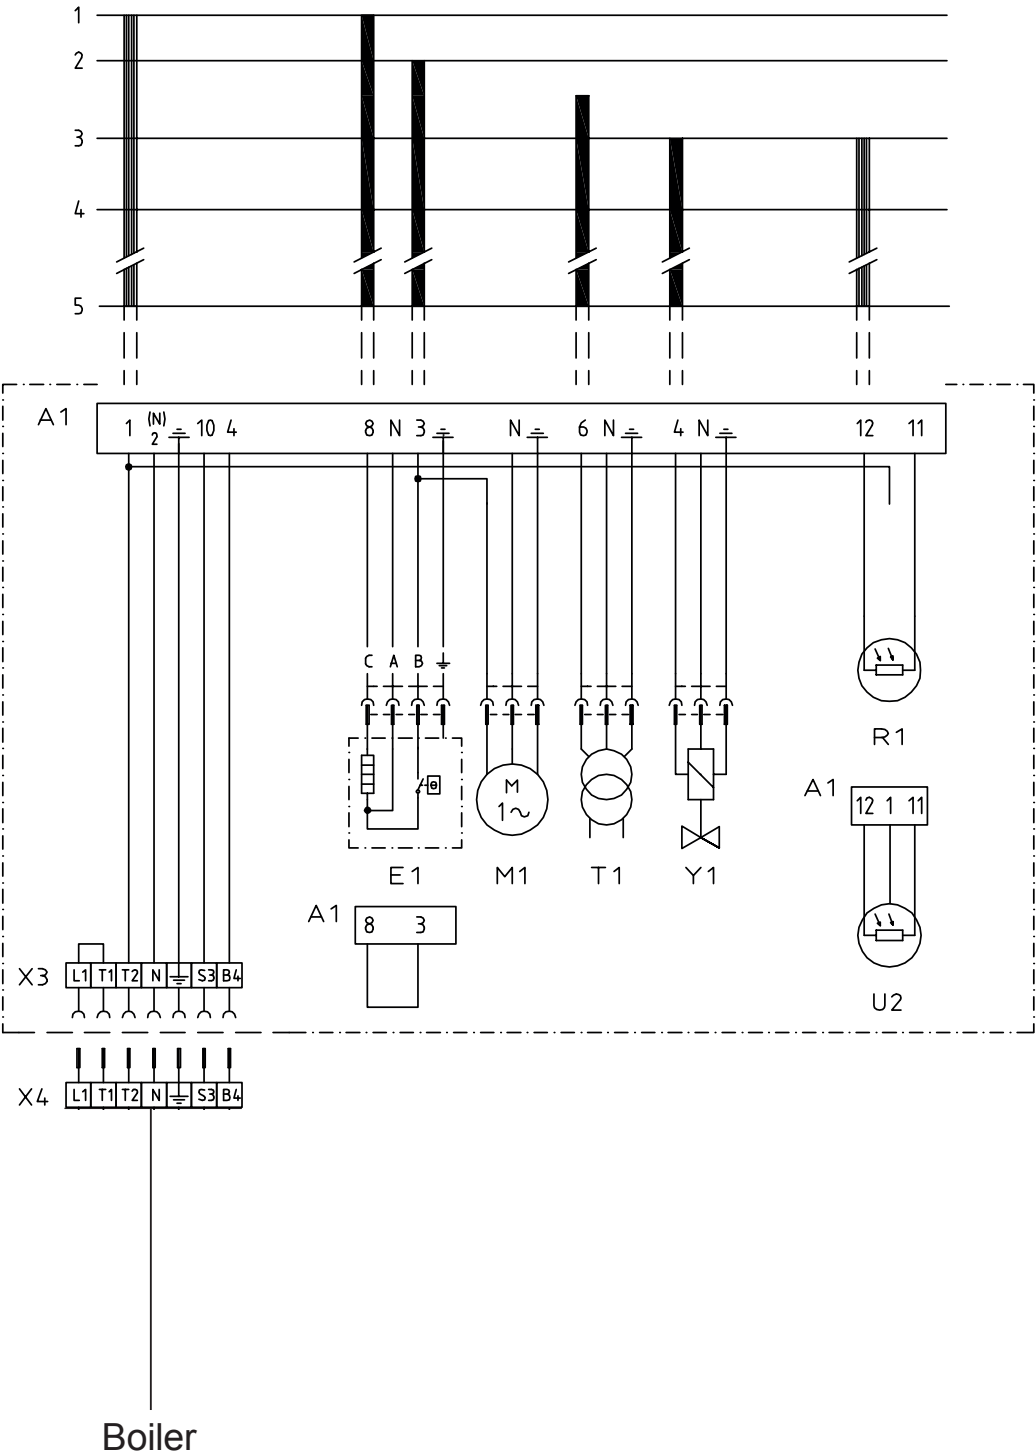 1
2
3
4
5
A1
1 (N) 2 10 4 8 N 3 N 6 N 4 N 12 11
C A B
R1
θ
M
1~
A1
12 1 11
E1 M1 T1 Y1
A1
8 3
X3
L1 T1 T2 N S3 B4
U2
X4
L1 T1 T2 N S3 B4
Boiler